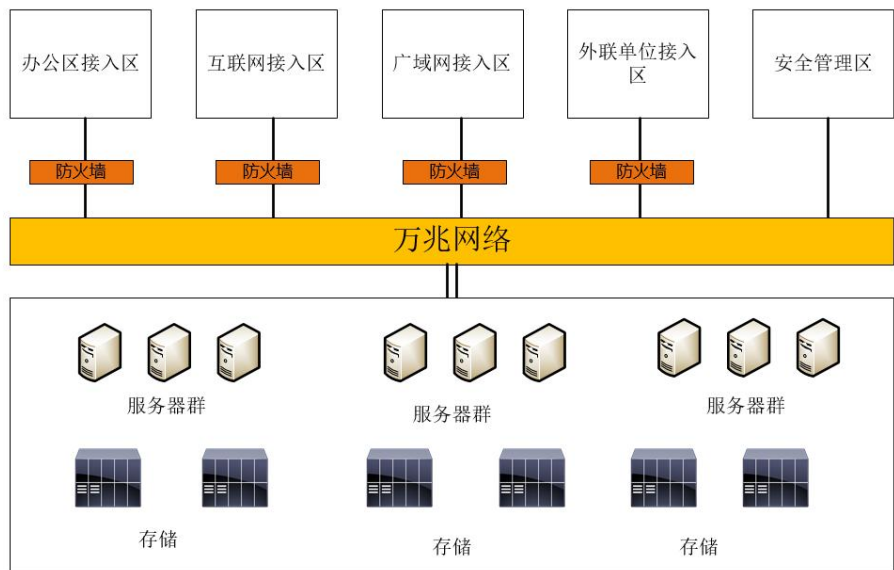 办公区接入区
互联网接入区
广域网接入区
外联单位接入
区
安全管理区
防火墙
防火墙
防火墙
防火墙
万兆网络
服务器群
服务器群
服务器群
存储
存储
存储